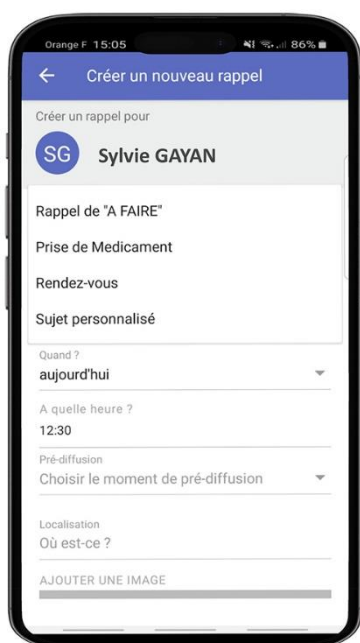 Orange F 15:05 86%
Créer un nouveau rappel
Créer un rappel pour
SG Sylvie GAYAN
Rappel de "A FAIRE"
Prise de Medicament
Rendez-vous
Sujet personnalisé
Quand ?
aujourd'hui
A quelle heure ?
12:30
Pré-diffusion
Choisir le moment de pré-diffusion
Localisation
Où est-ce ?
AJOUTER UNE IMAGE